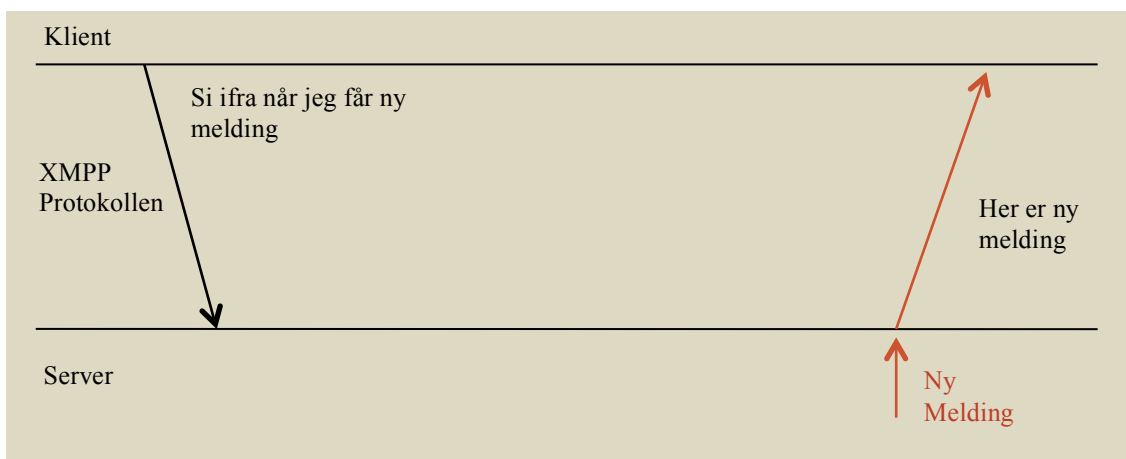 Klient
Si ifra når jeg får ny
melding
XMPP
Protokollen
Her er ny
melding
Server
Ny
Melding